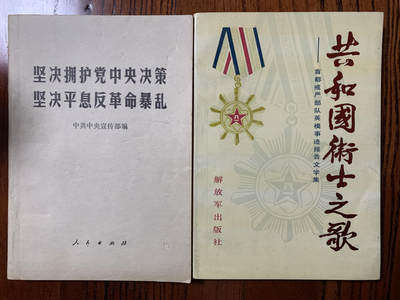 坚决拥护党中央决策
坚决平息反革命暴乱
中共中央宣传部编
人民出版社
共和國衛士之歌
——首都戒严部队英模事迹报告文学集
解放军出版社